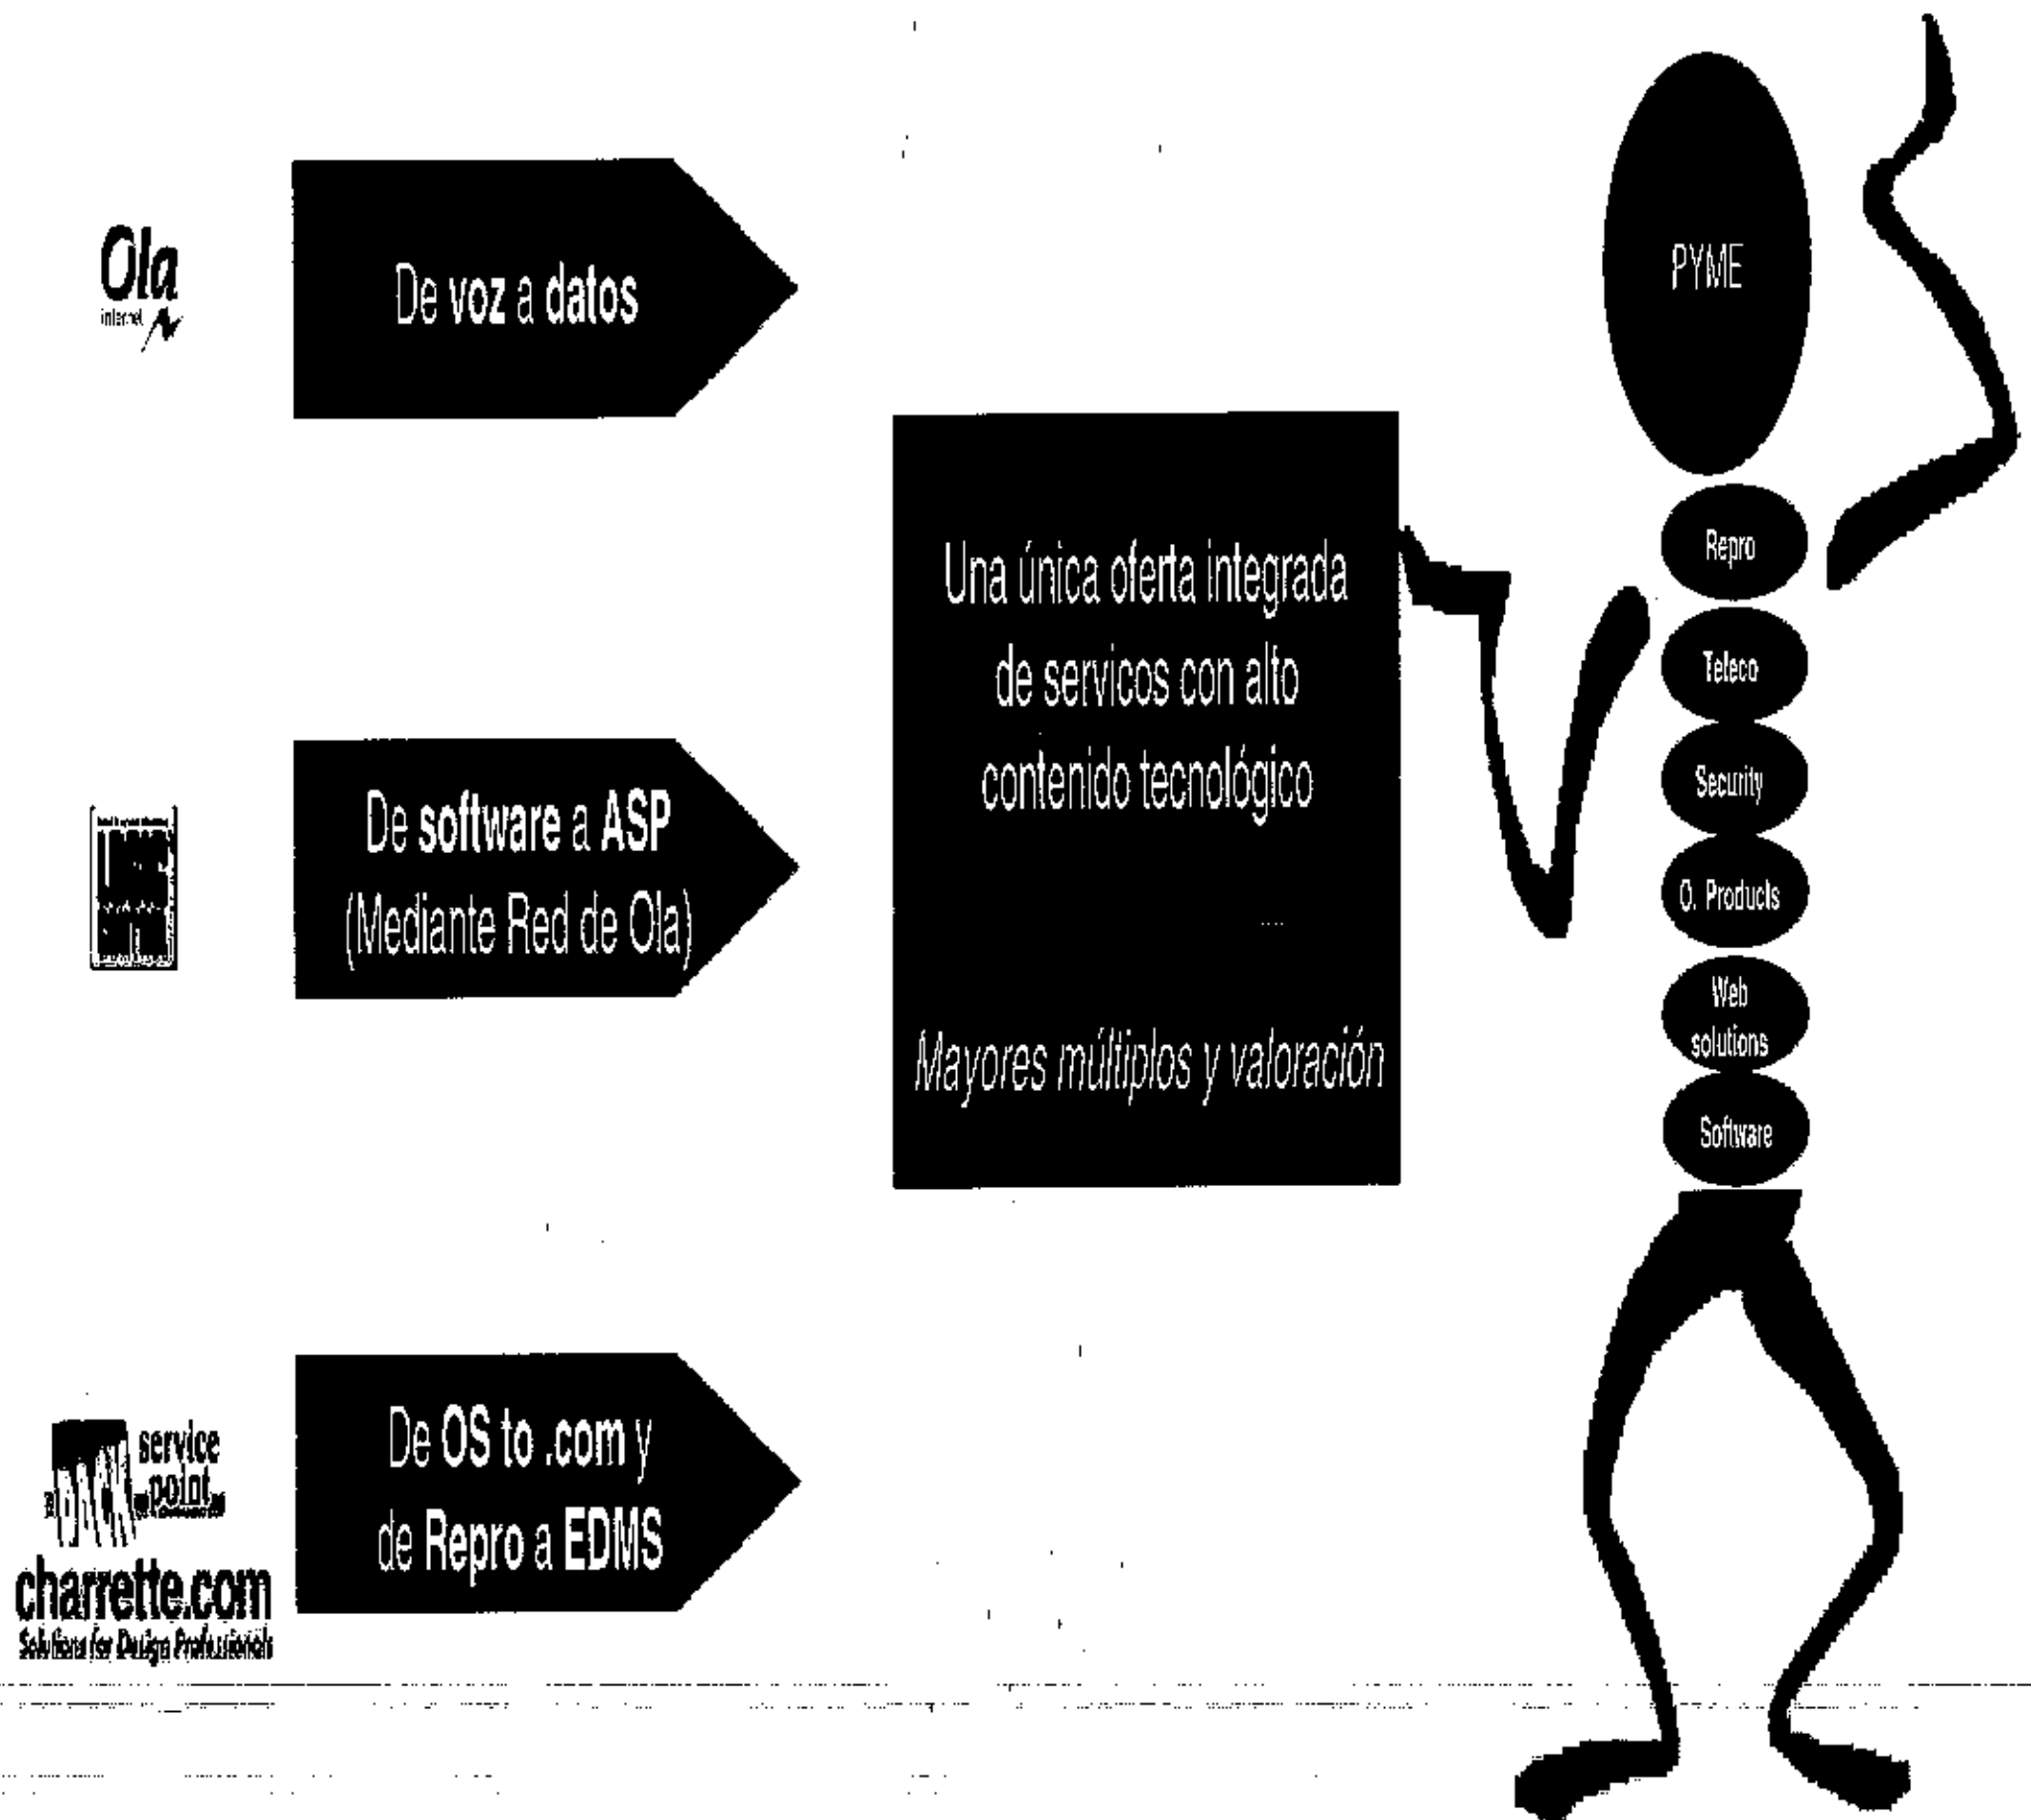 Ola
internet
De voz a datos
De software a ASP
(Mediante Red de Ola)
service
point
charrette.com
Solutions for Design Professionals
De OS to .com y
de Repro a EDMS
Una única oferta integrada
de servicos con alto
contenido tecnológico
....
Mayores múltiplos y valoración
PYME
Repro
Teleco
Security
O. Products
Web
solutions
Software